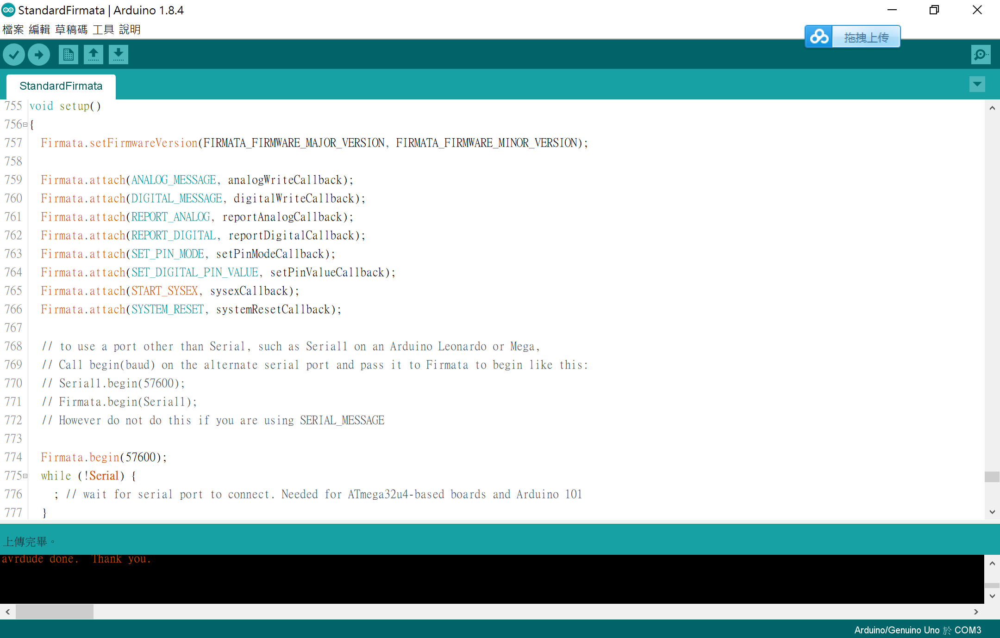 StandardFirmata | Arduino 1.8.4
檔案 編輯 草稿碼 工具 說明
拖拽上传
StandardFirmata
755 void setup()
756 {
757 Firmata.setFirmwareVersion(FIRMATA_FIRMWARE_MAJOR_VERSION, FIRMATA_FIRMWARE_MINOR_VERSION);
758
759 Firmata.attach(ANALOG_MESSAGE, analogWriteCallback);
760 Firmata.attach(DIGITAL_MESSAGE, digitalWriteCallback);
761 Firmata.attach(REPORT_ANALOG, reportAnalogCallback);
762 Firmata.attach(REPORT_DIGITAL, reportDigitalCallback);
763 Firmata.attach(SET_PIN_MODE, setPinModeCallback);
764 Firmata.attach(SET_DIGITAL_PIN_VALUE, setPinValueCallback);
765 Firmata.attach(START_SYSEX, sysexCallback);
766 Firmata.attach(SYSTEM_RESET, systemResetCallback);
767
768 // to use a port other than Serial, such as Serial1 on an Arduino Leonardo or Mega,
769 // Call begin(baud) on the alternate serial port and pass it to Firmata to begin like this:
770 // Serial1.begin(57600);
771 // Firmata.begin(Serial1);
772 // However do not do this if you are using SERIAL_MESSAGE
773
774 Firmata.begin(57600);
775 while (!Serial) {
776 ; // wait for serial port to connect. Needed for ATmega32u4-based boards and Arduino 101
777 }
上傳完畢。
avrdude done. Thank you.
Arduino/Genuino Uno 於 COM3